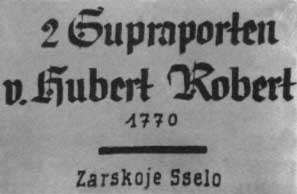 2 Supraporten
v. Hubert Robert
1770
Zarskoje Sselo